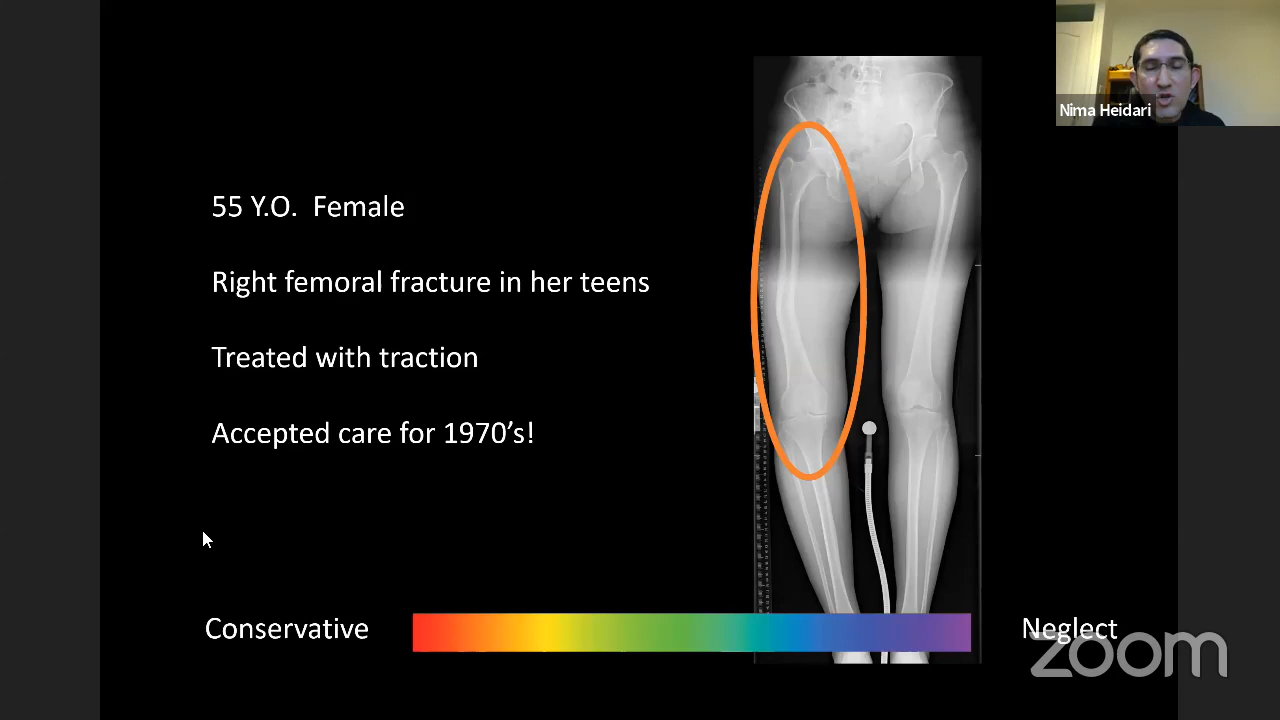 Nima Heidari
55 Y.O.  Female
Right femoral fracture in her teens
Treated with traction
Accepted care for 1970’s!
Conservative
Neglect
zoom